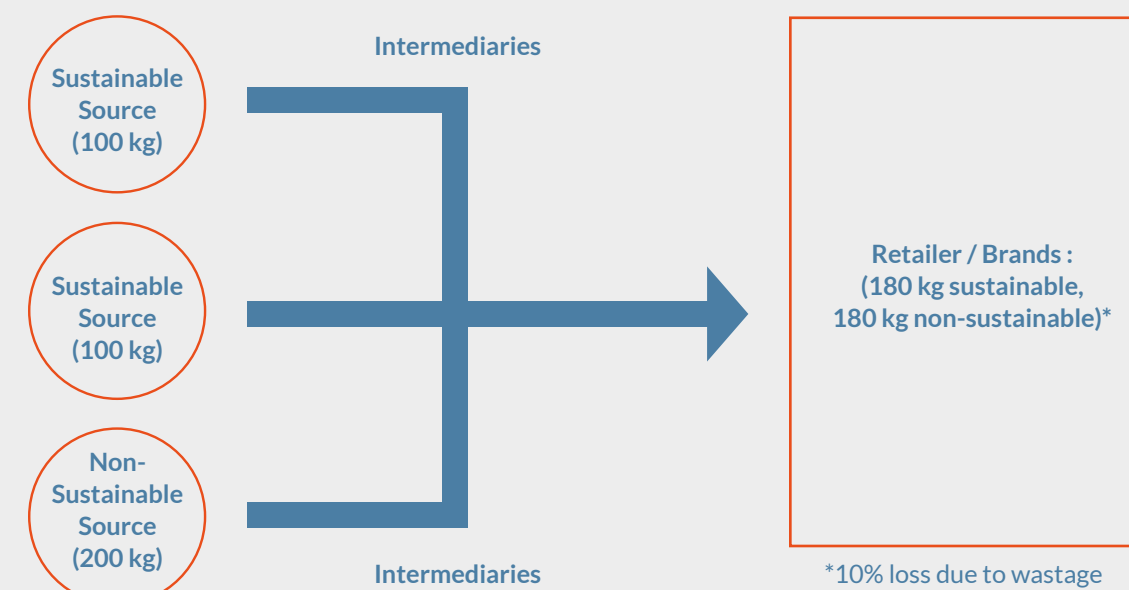 Intermediaries
Sustainable
Source
(100 kg)
Sustainable
Source
(100 kg)
Non-
Sustainable
Source
(200 kg)
Intermediaries
Retailer / Brands :
(180 kg sustainable,
180 kg non-sustainable)*
*10% loss due to wastage